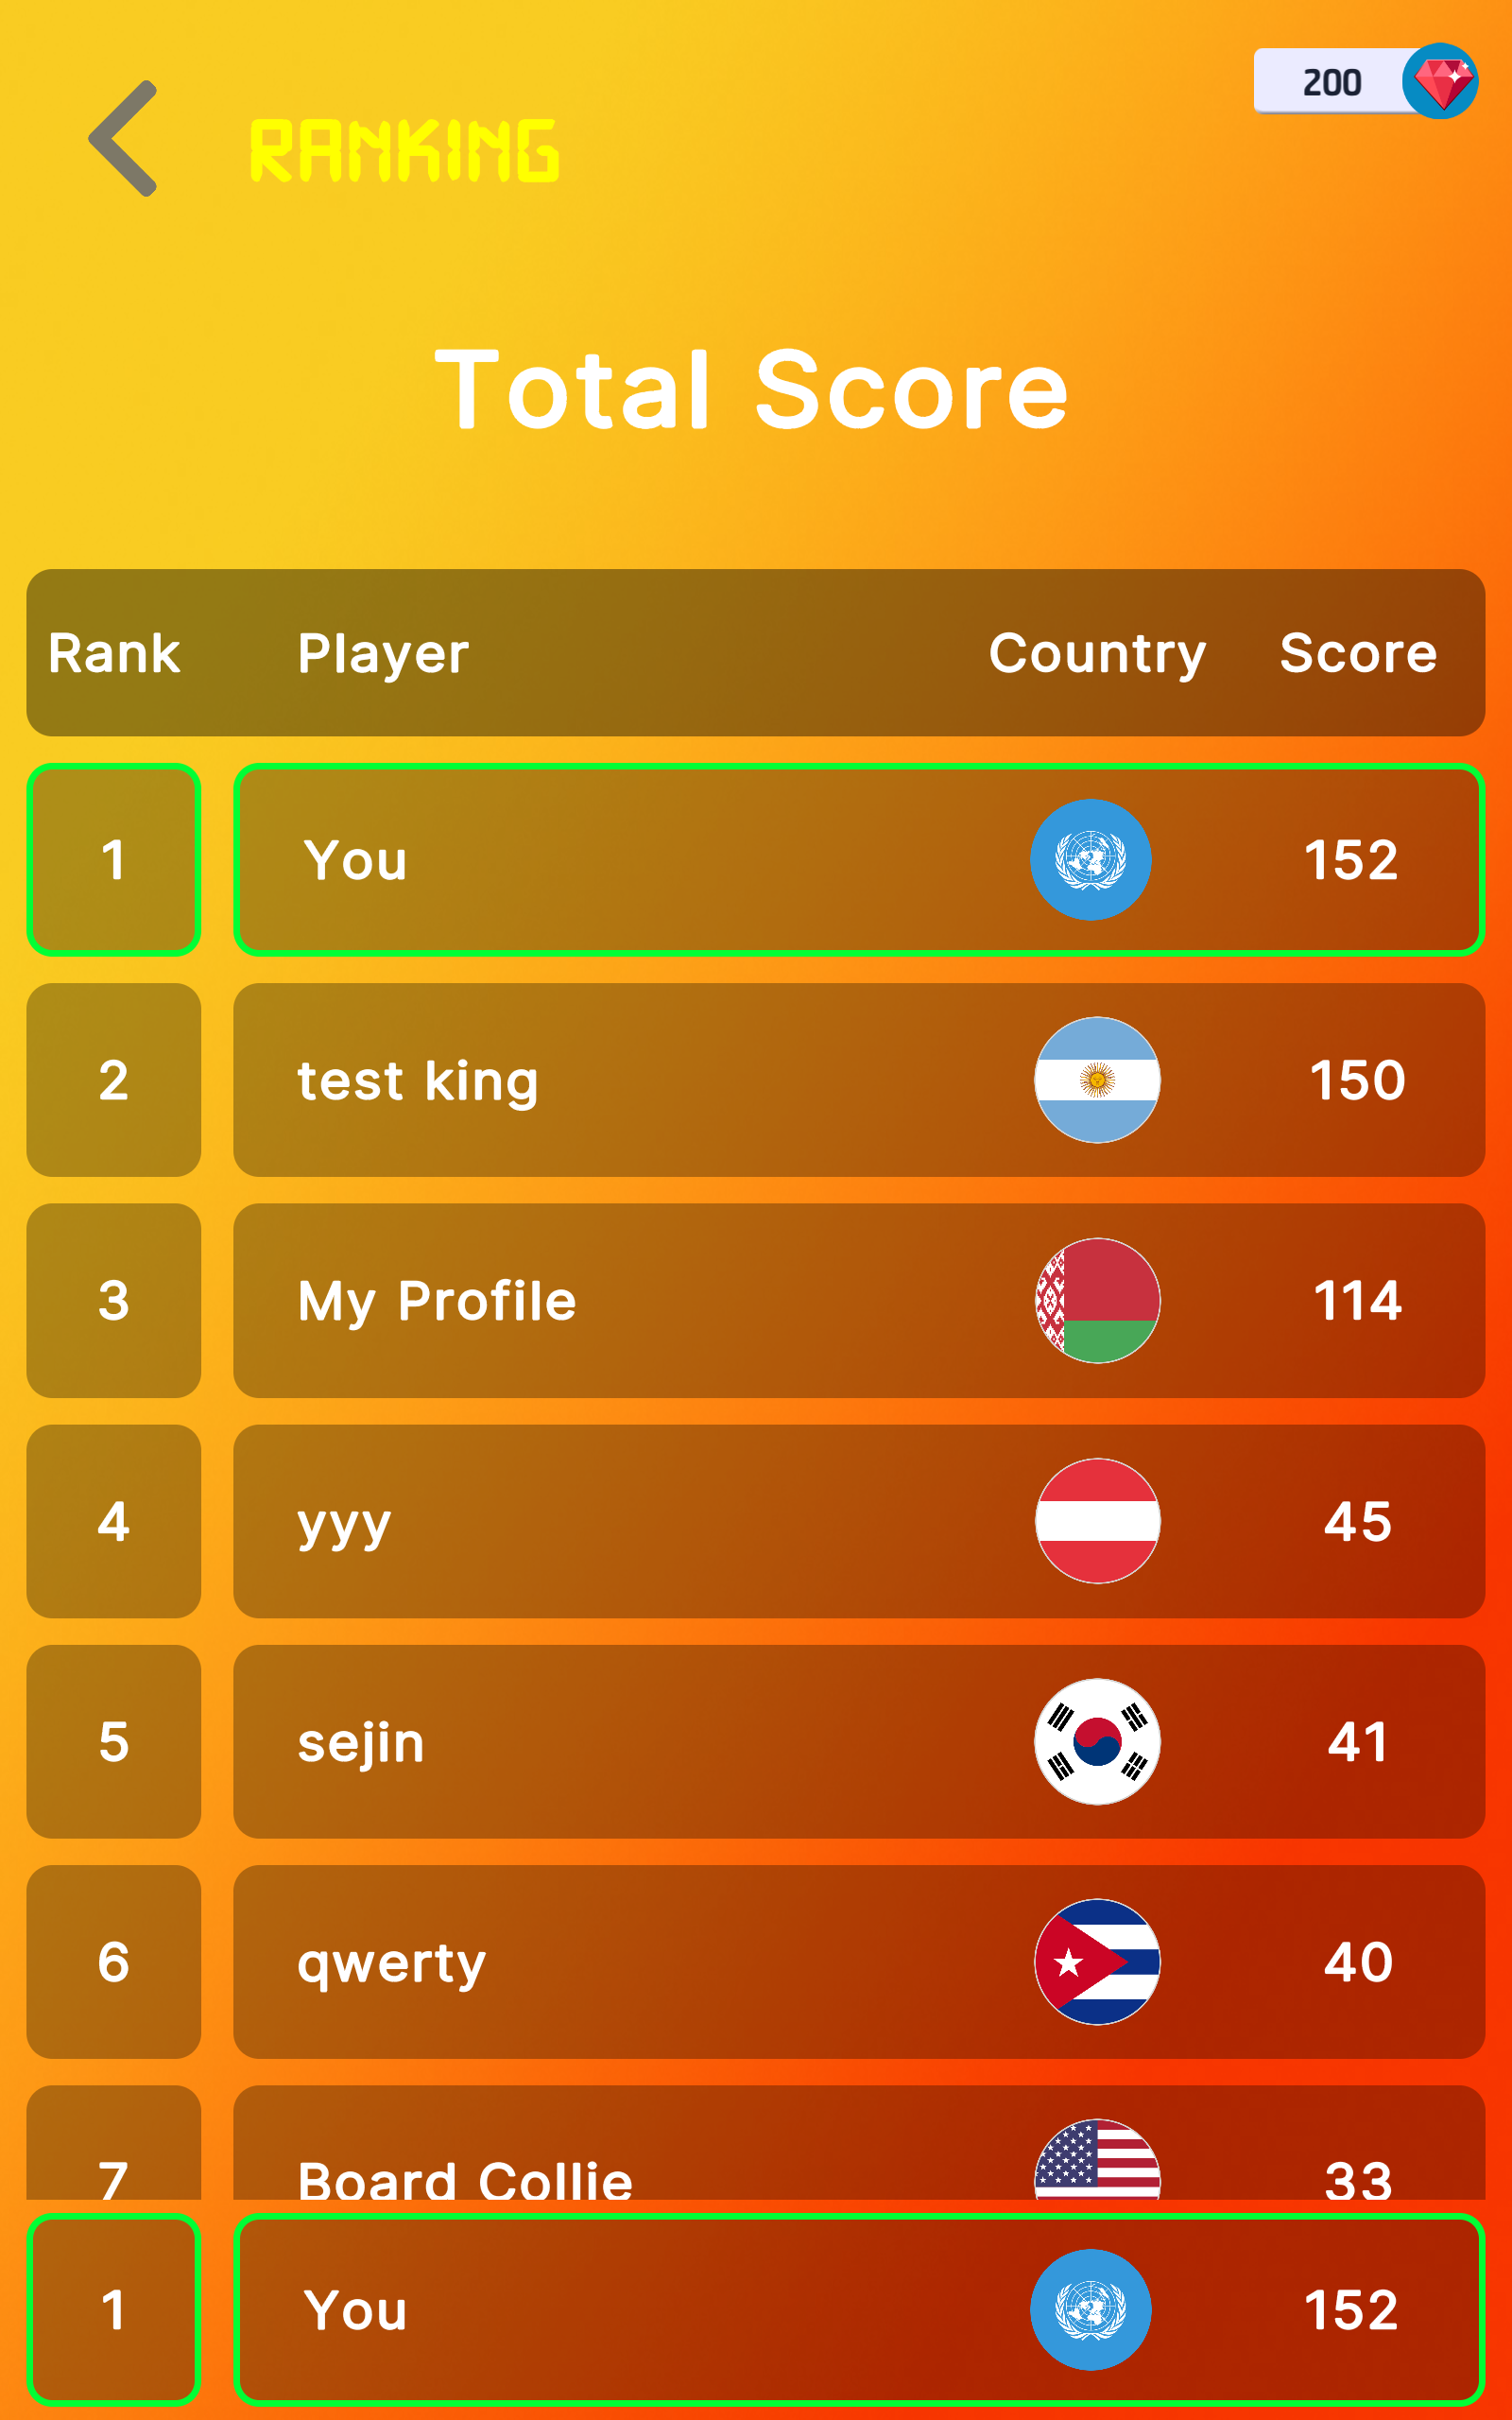 200
RANKING
Total Score
Rank Player Country Score
1 You 152
2 test king 150
3 My Profile 114
4 yyy 45
5 sejin 41
6 qwerty 40
7 Board Collie 33
1 You 152